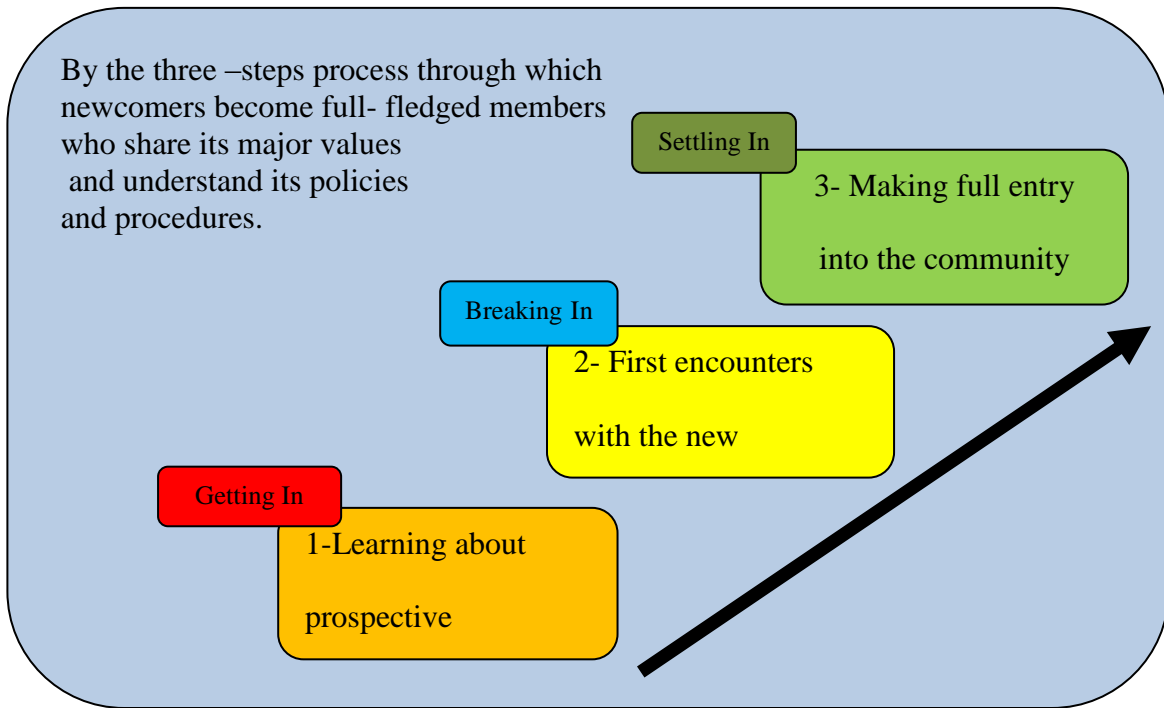 By the three –steps process through which
newcomers become full- fledged members
who share its major values
and understand its policies
and procedures.
Settling In
3- Making full entry
into the community
Breaking In
2- First encounters
with the new
Getting In
1-Learning about
prospective